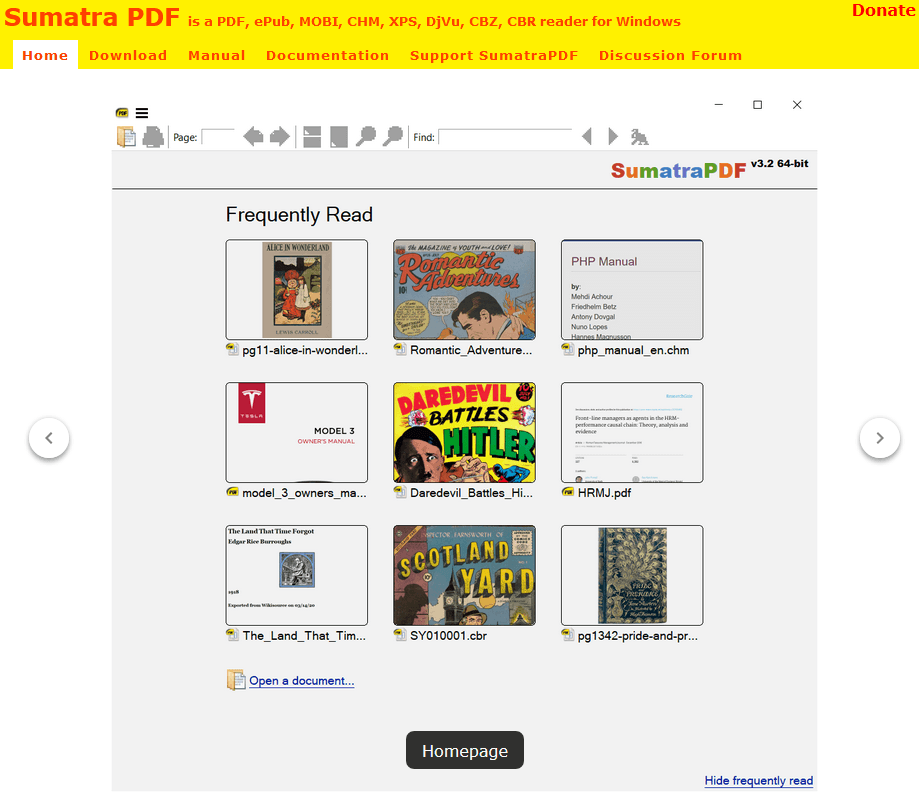 Sumatra PDF is a PDF, ePub, MOBI, CHM, XPS, DjVu, CBZ, CBR reader for Windows
Donate
Home Download Manual Documentation Support SumatraPDF Discussion Forum
PDF
Page: Find:
SumatraPDF v3.2 64-bit
Frequently Read
ALICE IN WONDERLAND
LEWIS CARROLL
The MAGAZINE of YOUTH and LOVE!
Romantic
Adventures
10¢
PHP Manual
by:
Mehdi Achour
Friedhelm Betz
Antony Dovgal
Nuno Lopes
Hannes Magnusson
pg11-alice-in-wonderl... Romantic_Adventure... php_manual_en.chm
TESLA
MODEL 3
OWNER'S MANUAL
DAREDEVIL
BATTLES
HITLER
Front-line managers as agents in the HRM-
performance causal chain: Theory, analysis and
evidence
model_3_owners_ma... Daredevil_Battles_Hi... HRMJ.pdf
The Land That Time Forgot
Edgar Rice Burroughs
1918
Exported from Wikisource on 03/14/20
INSPECTOR FARNSWORTH OF
SCOTLAND
YARD
PRIDE
PREJUDICE
The_Land_That_Tim... SY010001.cbr pg1342-pride-and-pr...
Open a document...
Homepage
Hide frequently read